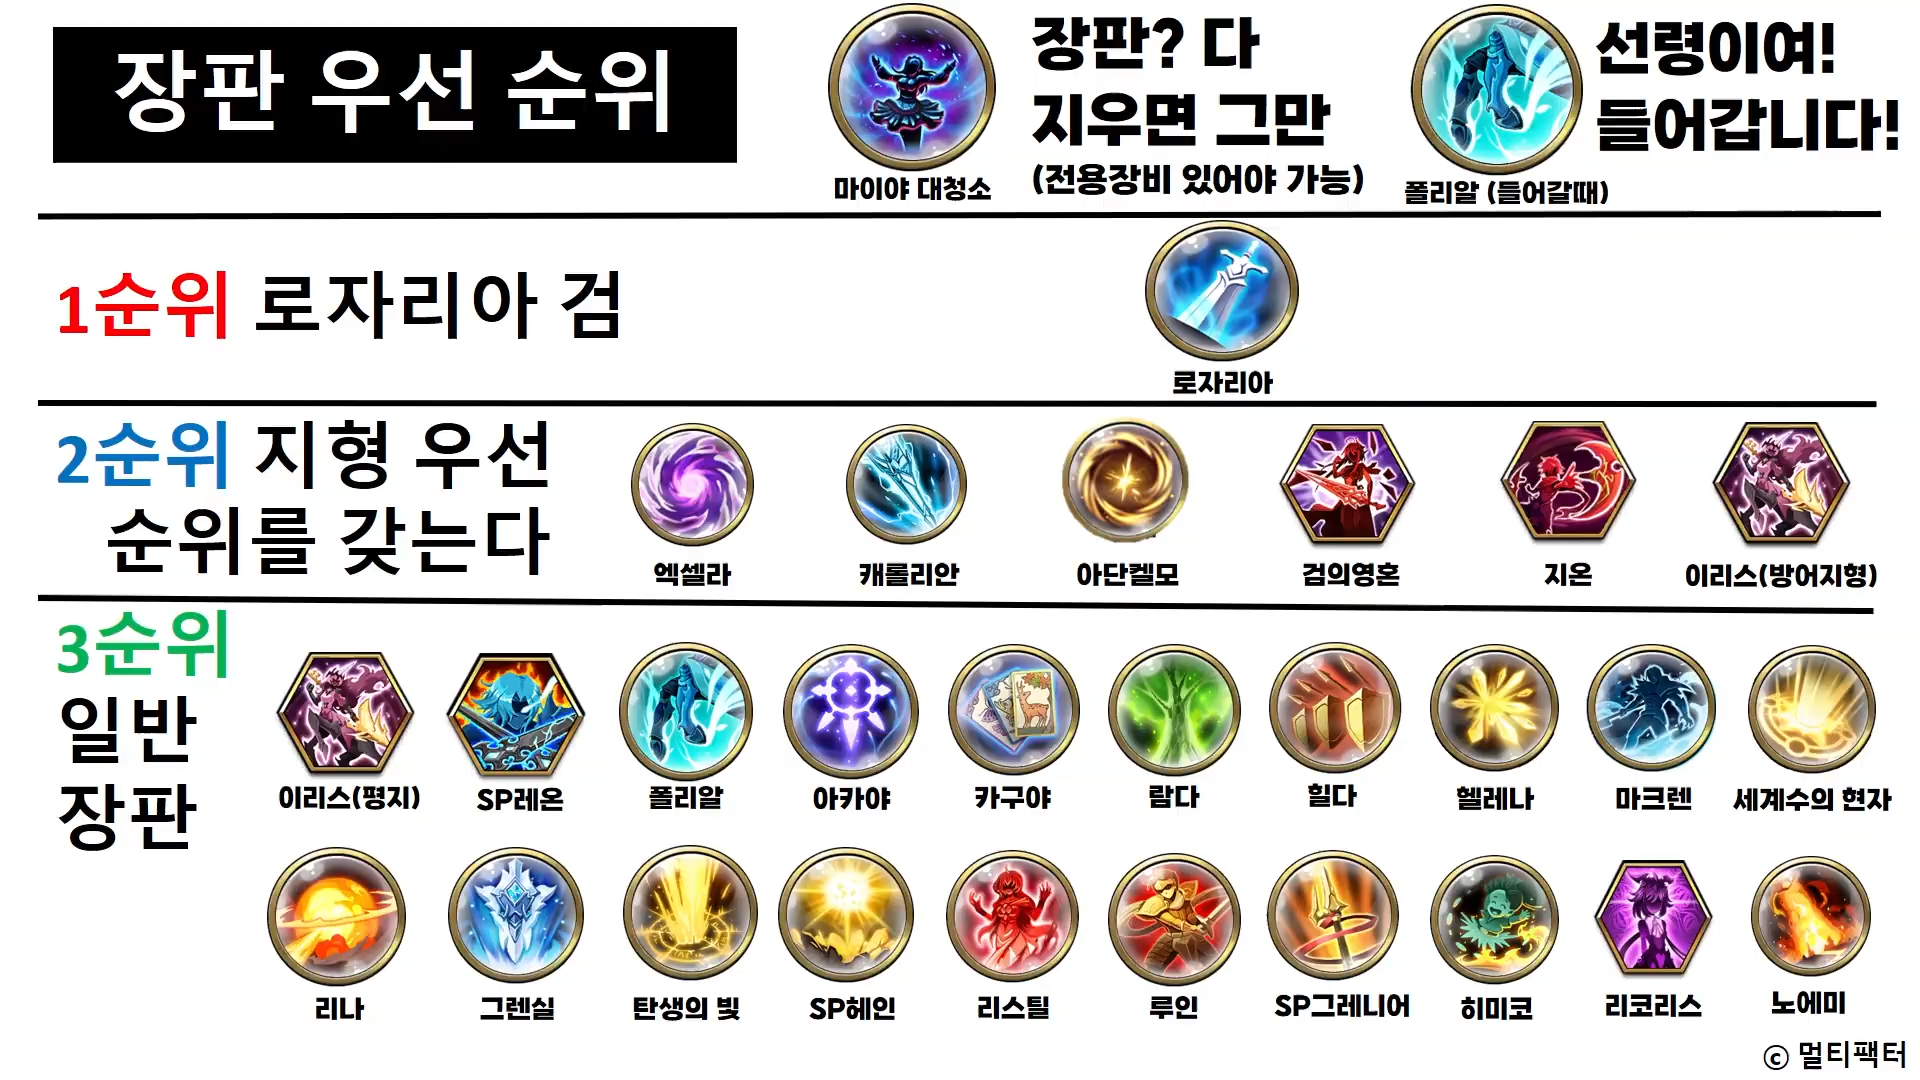 장판 우선 순위
마이야 대청소
장판? 다
지우면 그만
(전용장비 있어야 가능)
폴리알 (들어갈때)
선령이여!
들어갑니다!
1순위 로자리아 검
로자리아
2순위 지형 우선
순위를 갖는다
엑셀라
캐롤리안
아단켈모
검의영혼
지온
이리스(방어지형)
3순위
일반
장판
이리스(평지)
SP레온
폴리알
아카야
카구야
람다
힐다
헬레나
마크렌
세계수의 현자
리나
그렌실
탄생의 빛
SP헤인
리스틸
루인
SP그레니어
히미코
리코리스
노에미
ⓒ 멀티팩터